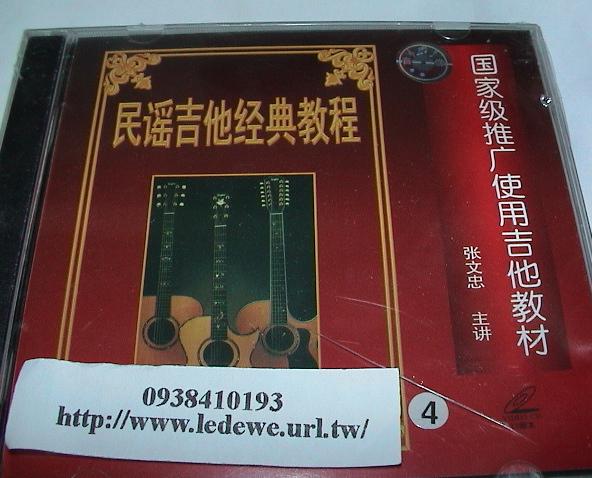 民谣吉他经典教程
国家级推广使用吉他教材
张文忠 主讲
4
0938410193
http://www.ledewe.url.tw/